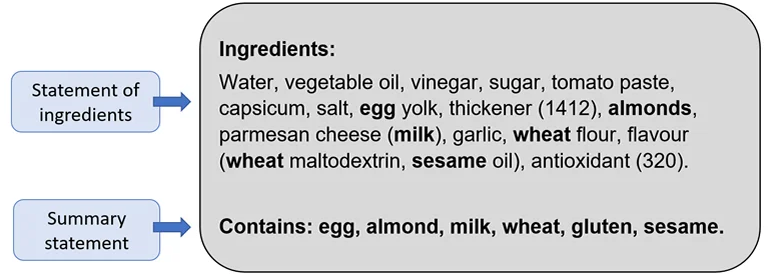 Statement of
ingredients
Ingredients:
Water, vegetable oil, vinegar, sugar, tomato paste,
capsicum, salt, egg yolk, thickener (1412), almonds,
parmesan cheese (milk), garlic, wheat flour, flavour
(wheat maltodextrin, sesame oil), antioxidant (320).
Summary
statement
Contains: egg, almond, milk, wheat, gluten, sesame.